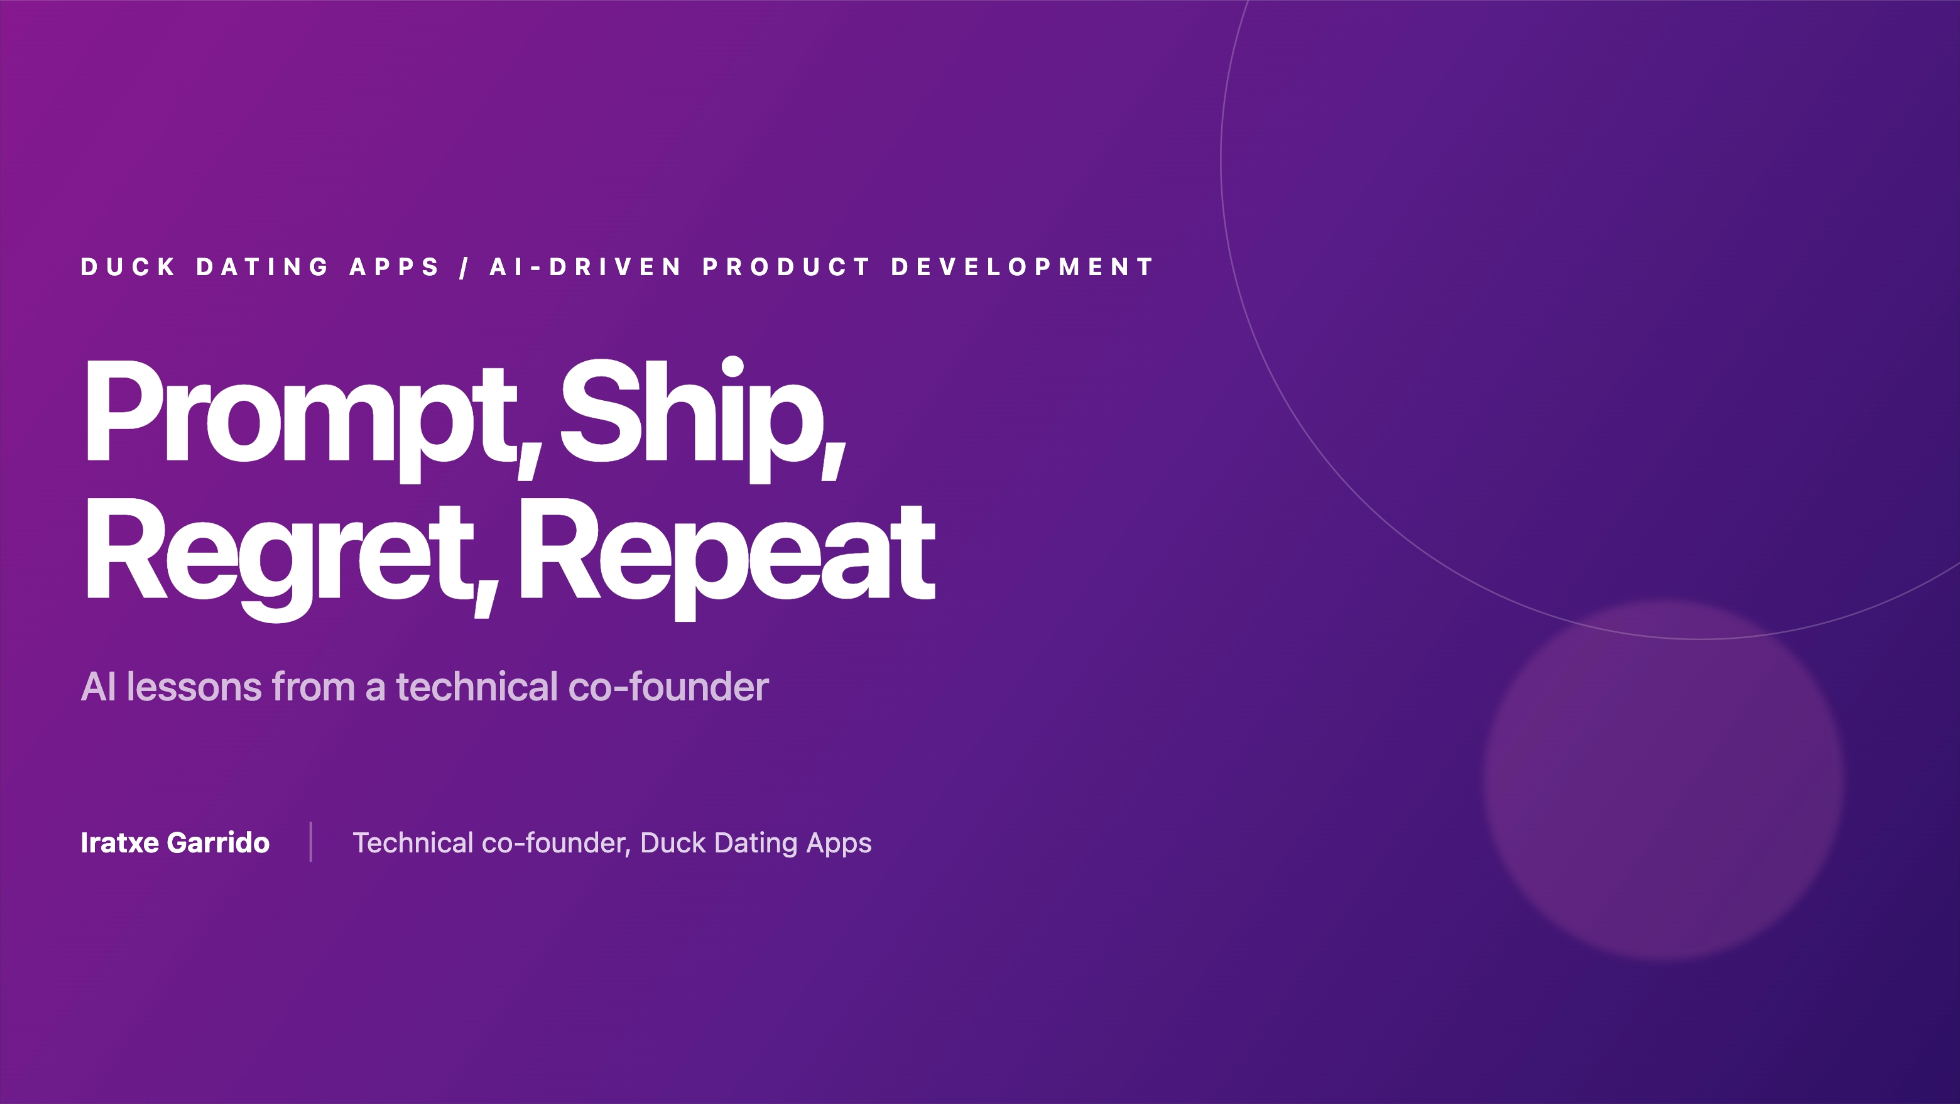 DUCK DATING APPS / AI-DRIVEN PRODUCT DEVELOPMENT
Prompt, Ship,
Regret, Repeat
AI lessons from a technical co-founder
Iratxe Garrido
Technical co-founder, Duck Dating Apps